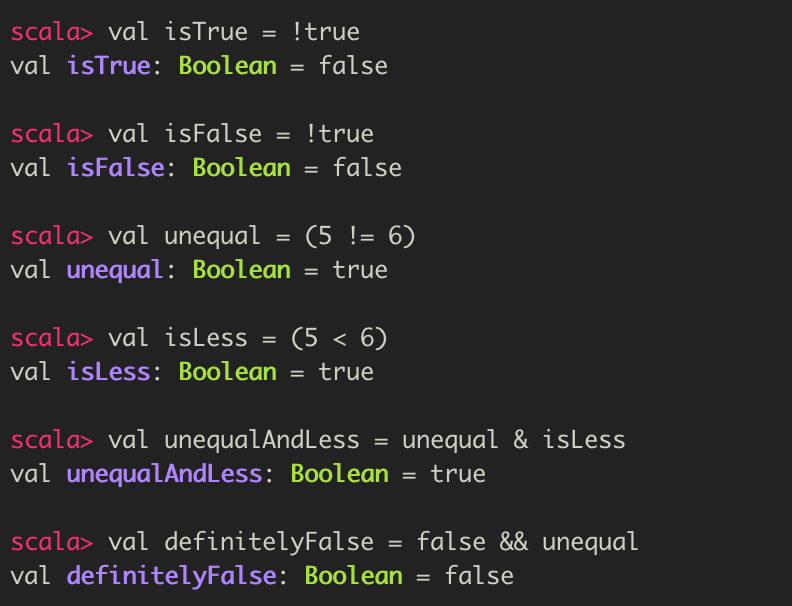 scala> val isTrue = !true
val isTrue: Boolean = false
scala> val isFalse = !true
val isFalse: Boolean = false
scala> val unequal = (5 != 6)
val unequal: Boolean = true
scala> val isLess = (5 < 6)
val isLess: Boolean = true
scala> val unequalAndLess = unequal & isLess
val unequalAndLess: Boolean = true
scala> val definitelyFalse = false && unequal
val definitelyFalse: Boolean = false